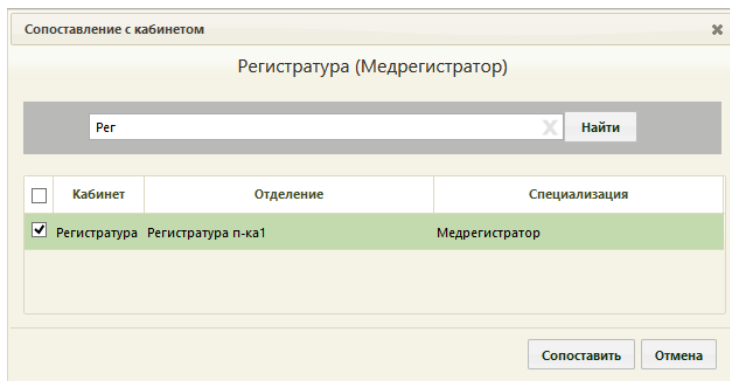 Сопоставление с кабинетом
Регистратура (Медрегистратор)
Рег Найти
Кабинет Отделение Специализация
Регистратура Регистратура п-ка1 Медрегистратор
Сопоставить Отмена